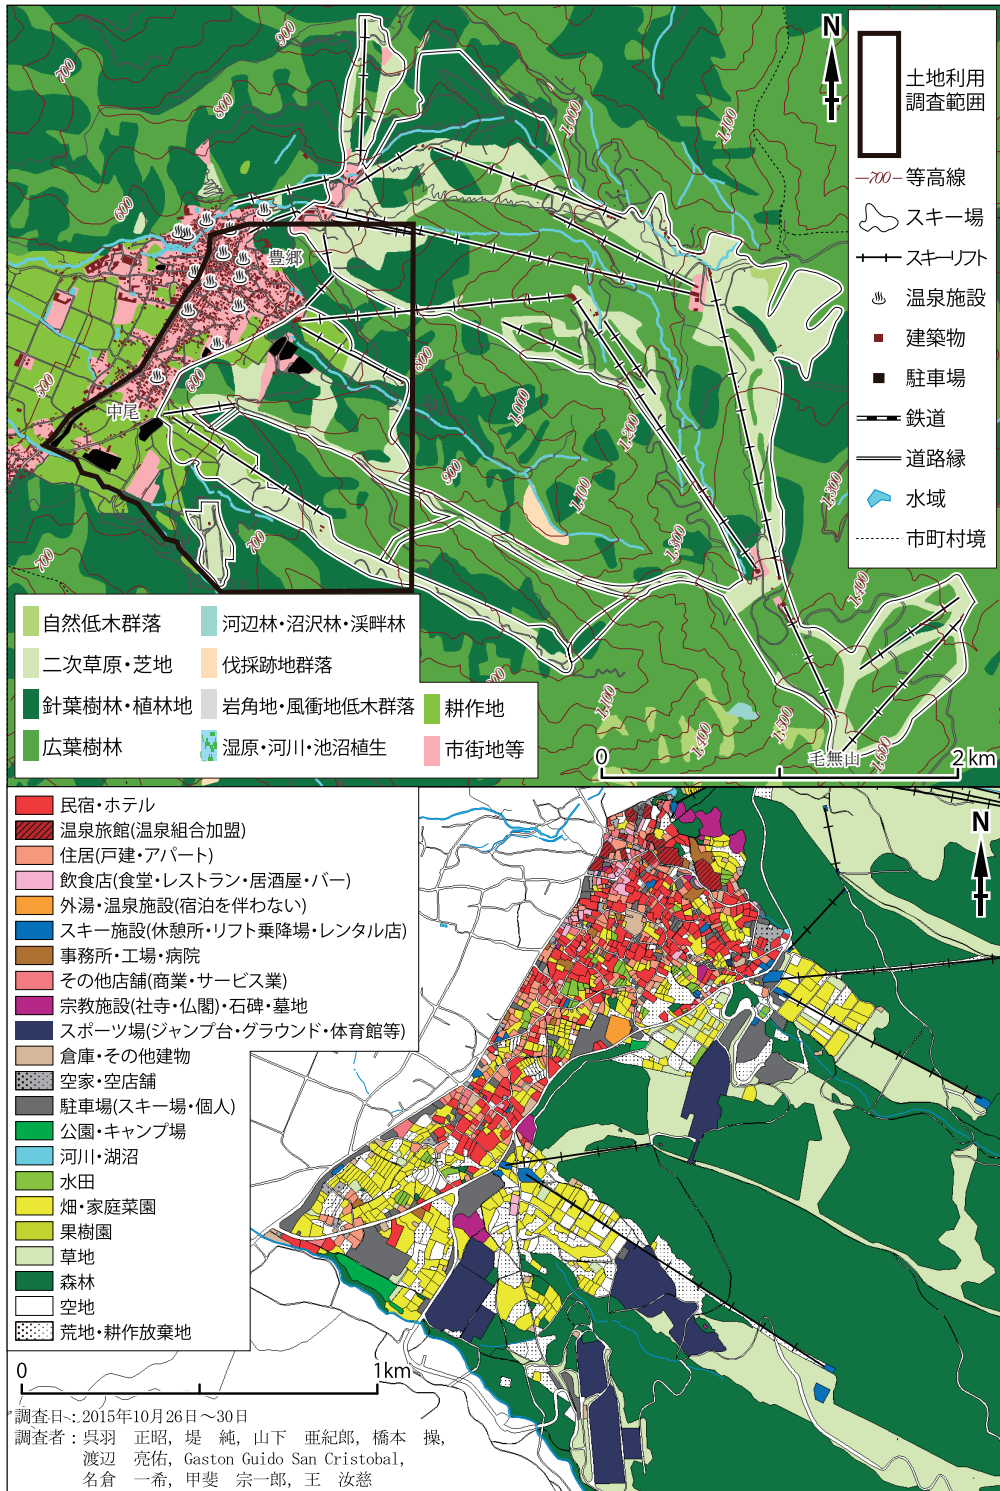 N
土地利用
調査範囲
等高線
スキー場
スキーリフト
温泉施設
建築物
駐車場
鉄道
道路縁
水域
市町村境
700
900
700
800
600
1,000
1,100
豊郷
中尾
500
600
800
1,000
1,200
900
1,100
1,300
1,300
700
700
1,400
1,100
1,400
1,500
1,600
毛無山
0
2 km
自然低木群落
二次草原・芝地
針葉樹林・植林地
広葉樹林
河辺林・沼沢林・渓畔林
伐採跡地群落
岩角地・風衝地低木群落
湿原・河川・池沼植生
耕作地
市街地等
N
民宿・ホテル
温泉旅館(温泉組合加盟)
住居(戸建・アパート)
飲食店(食堂・レストラン・居酒屋・バー)
外湯・温泉施設(宿泊を伴わない)
スキー施設(休憩所・リフト乗降場・レンタル店)
事務所・工場・病院
その他店舗(商業・サービス業)
宗教施設(社寺・仏閣)・石碑・墓地
スポーツ場(ジャンプ台・グラウンド・体育館等)
倉庫・その他建物
空家・空店舗
駐車場(スキー場・個人)
公園・キャンプ場
河川・湖沼
水田
畑・家庭菜園
果樹園
草地
森林
空地
荒地・耕作放棄地
0
1km
調査日：2015年10月26日～30日
調査者：呉羽　正昭，堤　純，山下　亜紀郎，橋本　操，
渡辺　亮佑，Gaston Guido San Cristobal，
名倉　一希，甲斐　宗一郎，王　汝慈